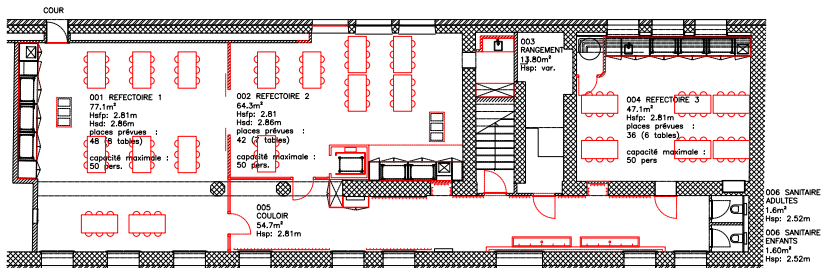 COUR
001 REFECTOIRE 1
77.1m²
Hsfp: 2.81m
Hsd: 2.86m
places prévues :
48 (8 tables)
capacité maximale :
50 pers.
002 REFECTOIRE 2
64.3m²
Hsfp: 2.81
Hsd: 2.86m
places prévues :
42 (7 tables)
capacité maximale :
50 pers.
003
RANGEMENT
13.80m²
Hsp: var.
004 REFECTOIRE 3
47.1m²
Hsfp: 2.81m
places prévues :
36 (6 tables)
capacité maximale :
50 pers
005
COULOIR
54.7m²
Hsp: 2.81m
006 SANITAIRE
ADULTES
1.6m²
Hsp: 2.52m
006 SANITAIRE
ENFANTS
1.60m²
Hsp: 2.52m